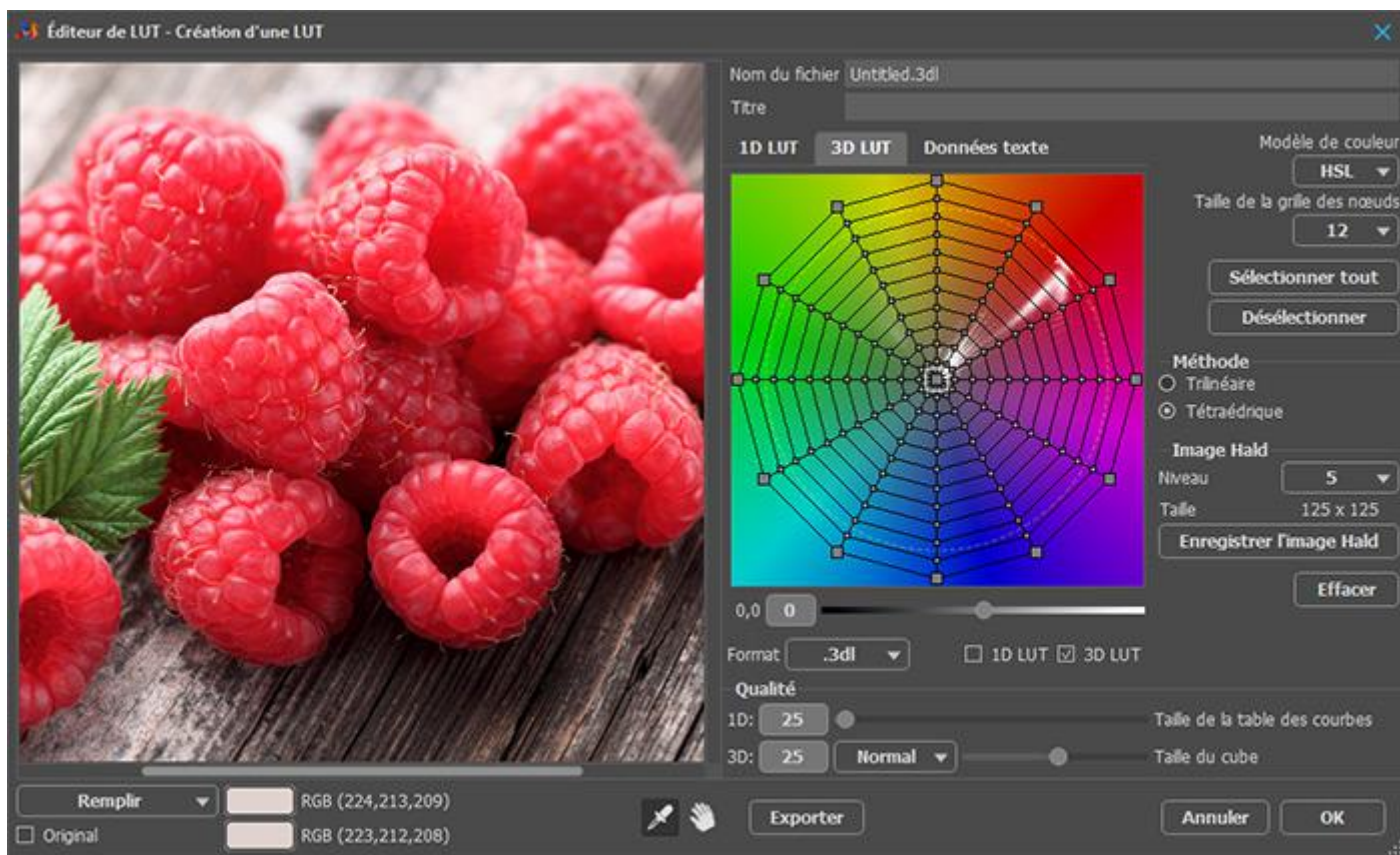 Éditeur de LUT - Création d'une LUT
Nom du fichier Untitled.3dl
Titre
1D LUT 3D LUT Données texte
Modèle de couleur
HSL
Taille de la grille des nœuds
12
Sélectionner tout
Désélectionner
Méthode
Trilinéaire
Tétraédrique
Image Hald
Niveau 5
Taille 125 x 125
Enregistrer l'image Hald
Effacer
0,0 0
Format .3dl 1D LUT 3D LUT
Qualité
1D: 25 Taille de la table des courbes
3D: 25 Normal Taille du cube
Remplir RGB (224,213,209)
Original RGB (223,212,208)
Exporter Annuler OK